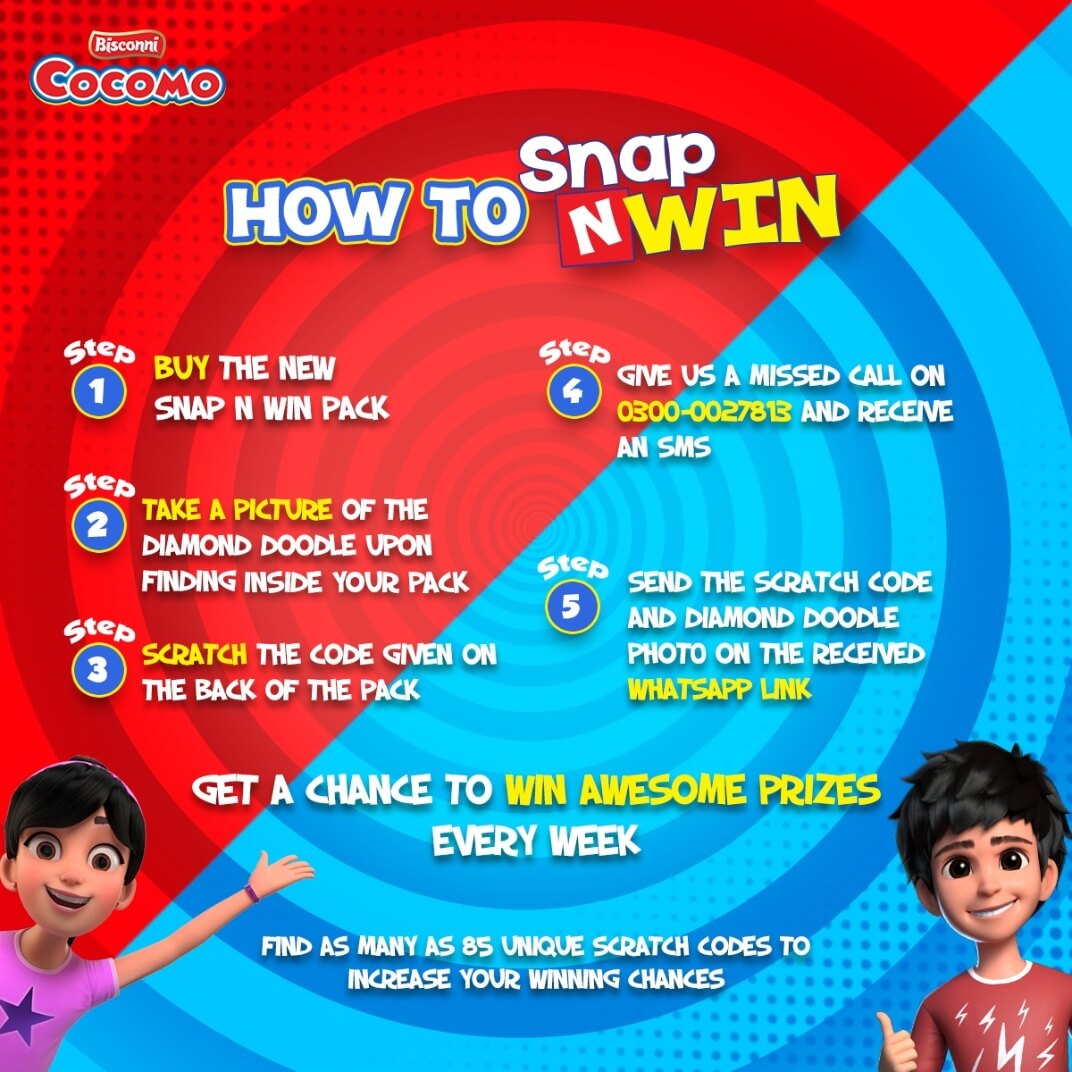 Bisconni
COCOMO
HOW TO Snap N WIN
Step 1
BUY THE NEW
SNAP N WIN PACK
Step 2
TAKE A PICTURE OF THE
DIAMOND DOODLE UPON
FINDING INSIDE YOUR PACK
Step 3
SCRATCH THE CODE GIVEN ON
THE BACK OF THE PACK
Step 4
GIVE US A MISSED CALL ON
0300-0027813 AND RECEIVE
AN SMS
Step 5
SEND THE SCRATCH CODE
AND DIAMOND DOODLE
PHOTO ON THE RECEIVED
WHATSAPP LINK
GET A CHANCE TO WIN AWESOME PRIZES
EVERY WEEK
FIND AS MANY AS 85 UNIQUE SCRATCH CODES TO
INCREASE YOUR WINNING CHANCES